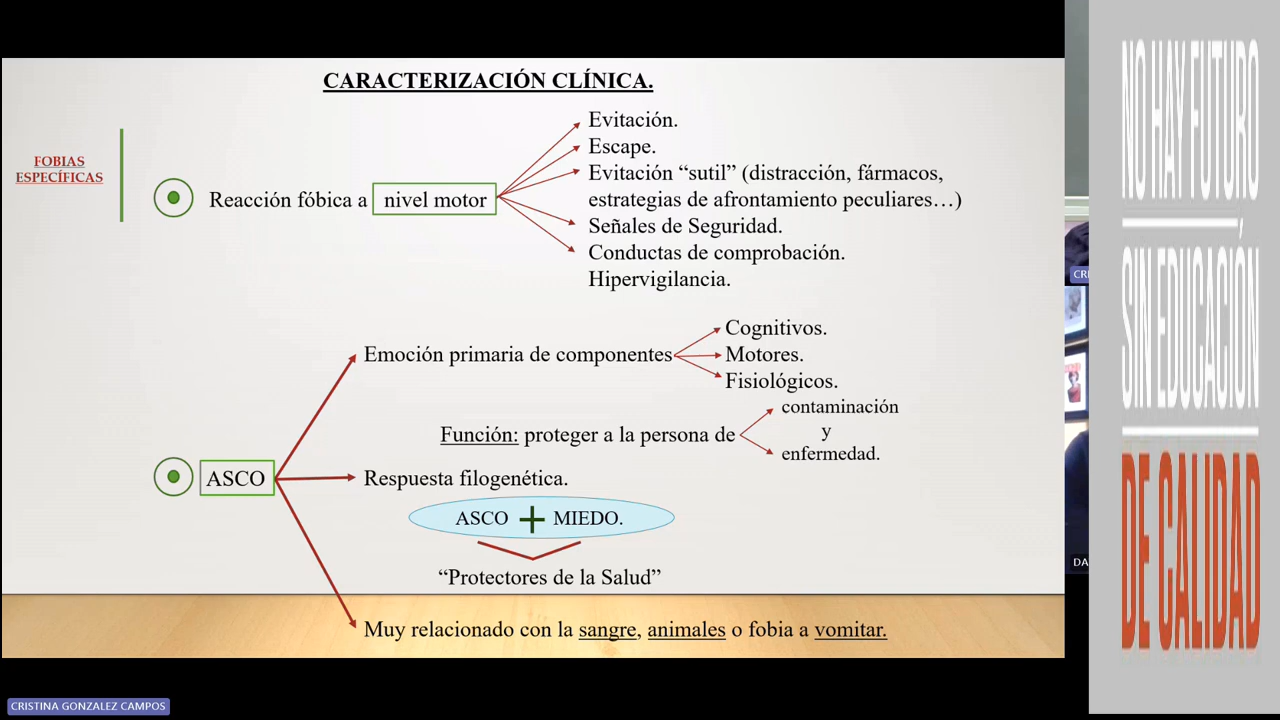 CARACTERIZACIÓN CLÍNICA.
FOBIAS
ESPECÍFICAS
Reacción fóbica a nivel motor
Evitación.
Escape.
Evitación “sutil” (distracción, fármacos,
estrategias de afrontamiento peculiares…)
Señales de Seguridad.
Conductas de comprobación.
Hipervigilancia.
ASCO
Emoción primaria de componentes
Cognitivos.
Motores.
Fisiológicos.
Función: proteger a la persona de
contaminación
y
enfermedad.
Respuesta filogenética.
ASCO + MIEDO.
“Protectores de la Salud”
Muy relacionado con la sangre, animales o fobia a vomitar.
CRISTINA GONZALEZ CAMPOS
CRI
DA
NO HAY FUTURO
SIN EDUCACIÓN
DE CALIDAD